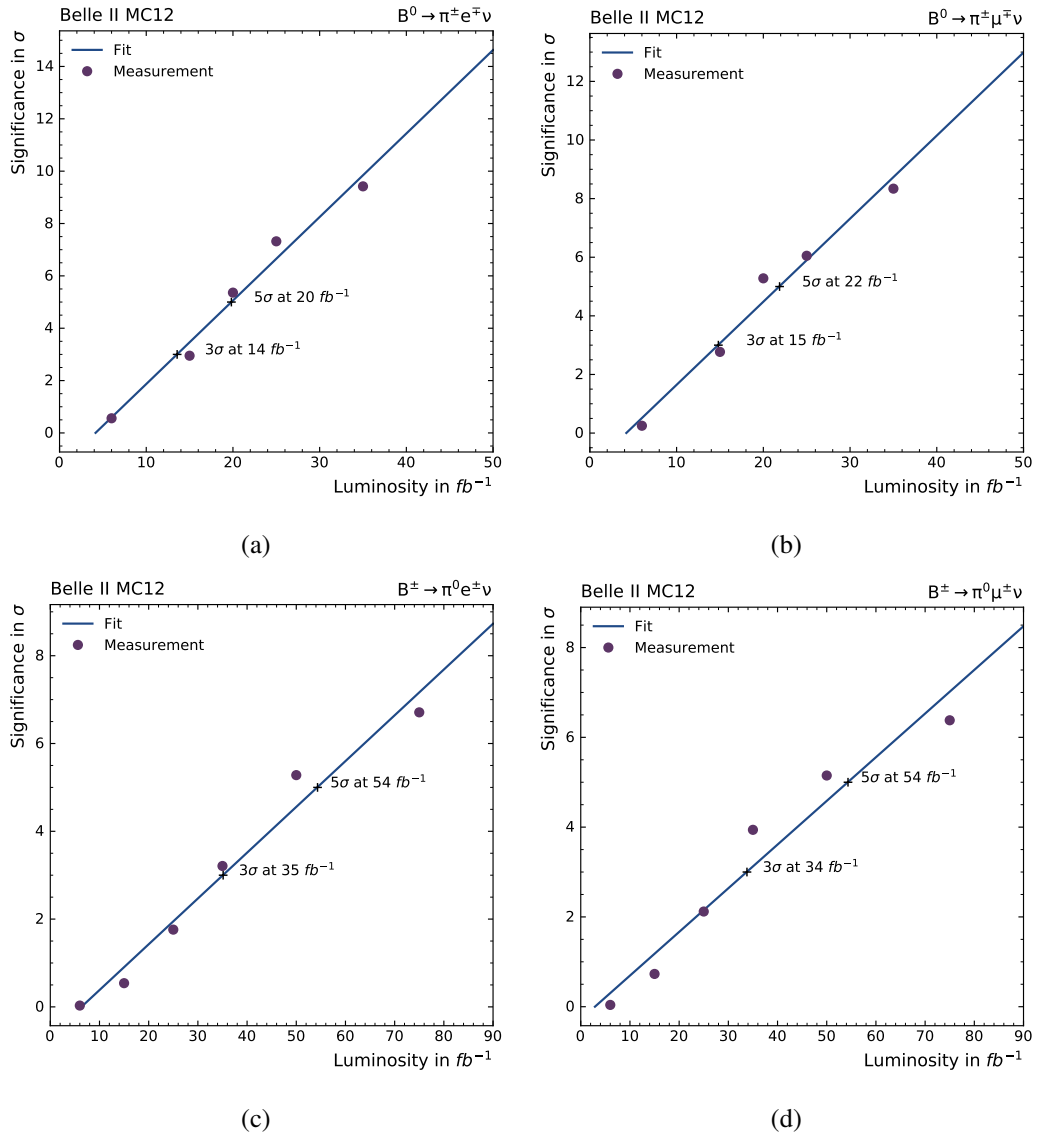 Belle II MC12
B⁰ → π±e∓ν
Fit
Measurement
5σ at 20 fb⁻¹
3σ at 14 fb⁻¹
Significance in σ
14
12
10
8
6
4
2
0
0 10 20 30 40 50
Luminosity in fb⁻¹
(a)
Belle II MC12
B⁰ → π±μ∓ν
Fit
Measurement
5σ at 22 fb⁻¹
3σ at 15 fb⁻¹
Significance in σ
12
10
8
6
4
2
0
0 10 20 30 40 50
Luminosity in fb⁻¹
(b)
Belle II MC12
B± → π⁰e±ν
Fit
Measurement
5σ at 54 fb⁻¹
3σ at 35 fb⁻¹
Significance in σ
8
6
4
2
0
0 10 20 30 40 50 60 70 80 90
Luminosity in fb⁻¹
(c)
Belle II MC12
B± → π⁰μ±ν
Fit
Measurement
5σ at 54 fb⁻¹
3σ at 34 fb⁻¹
Significance in σ
8
6
4
2
0
0 10 20 30 40 50 60 70 80 90
Luminosity in fb⁻¹
(d)